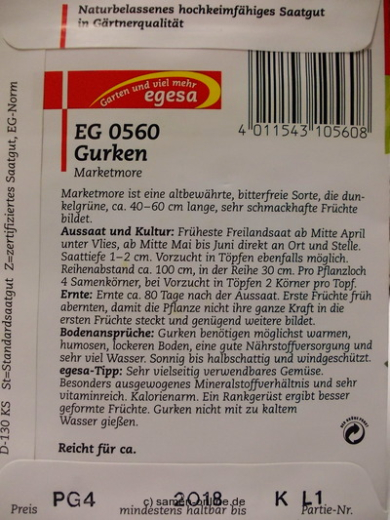 Naturbelassenes hochkeimfähiges Saatgut
in Gärtnerqualität
Garten und viel mehr
egesa
4 011543 105608
EG 0560
Gurken
Marketmore
Marketmore ist eine altbewährte, bitterfreie Sorte, die dun-
kelgrüne, ca. 40–60 cm lange, sehr schmackhafte Früchte
bildet.
Aussaat und Kultur: Früheste Freilandsaat ab Mitte April
unter Vlies, ab Mitte Mai bis Juni direkt an Ort und Stelle.
Saattiefe 1–2 cm. Vorzucht in Töpfen ebenfalls möglich.
Reihenabstand ca. 100 cm, in der Reihe 30 cm. Pro Pflanzloch
4 Samenkörner, bei Vorzucht in Töpfen 2 Körner pro Topf.
Ernte: Ernte ca. 80 Tage nach der Aussaat. Erste Früchte früh
abernten, damit die Pflanze nicht ihre ganze Kraft in die
ersten Früchte steckt und genügend weitere bildet.
Bodenansprüche: Gurken benötigen möglichst warmen,
humosen, lockeren Boden, eine gute Nährstoffversorgung und
sehr viel Wasser. Sonnig bis halbschattig und windgeschützt.
egesa-Tipp: Sehr vielseitig verwendbares Gemüse.
Besonders ausgewogenes Mineralstoffverhältnis und sehr
vitaminreich. Kalorienarm. Ein Rankgerüst ergibt besser
geformte Früchte. Gurken nicht mit zu kaltem
Wasser gießen.
DER GRÜNE PUNKT
Reicht für ca.
D-130 KS St=Standardsaatgut Z=zertifiziertes Saatgut, EG-Norm
Preis PG4 mindestens haltbar bis 2018 Partie-Nr. K L1
c) samen-online.de